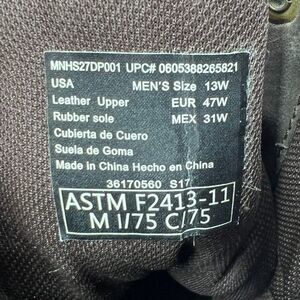 MNHS27DP001 UPC# 0605388265821
USA MEN'S Size 13W
Leather Upper EUR 47W
Rubber sole MEX 31W
Cubierta de Cuero
Suela de Goma
Made in China Hecho en China
36170560 S17
ASTM F2413-11
M I/75 C/75